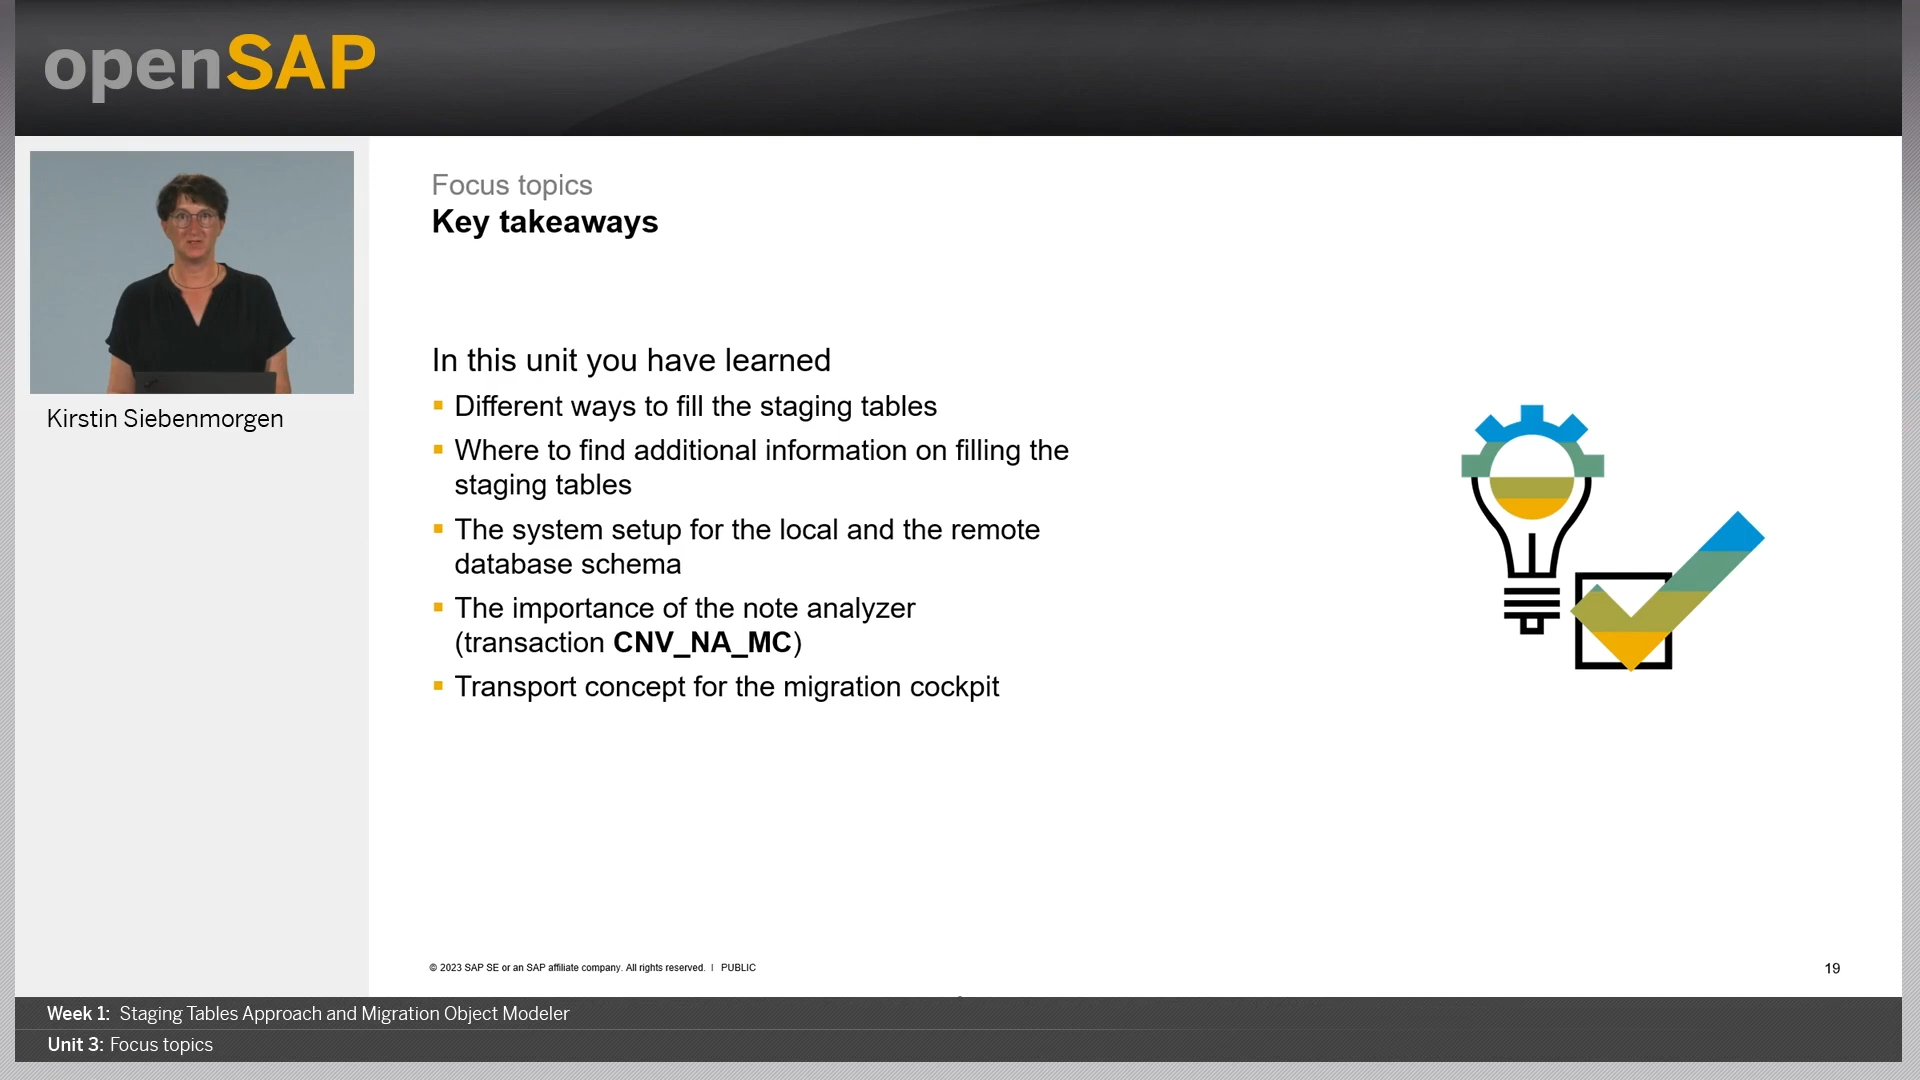 openSAP
Kirstin Siebenmorgen
Focus topics
Key takeaways
In this unit you have learned
Different ways to fill the staging tables
Where to find additional information on filling the
staging tables
The system setup for the local and the remote
database schema
The importance of the note analyzer
(transaction CNV_NA_MC)
Transport concept for the migration cockpit
© 2023 SAP SE or an SAP affiliate company. All rights reserved. | PUBLIC
19
Week 1: Staging Tables Approach and Migration Object Modeler
Unit 3: Focus topics